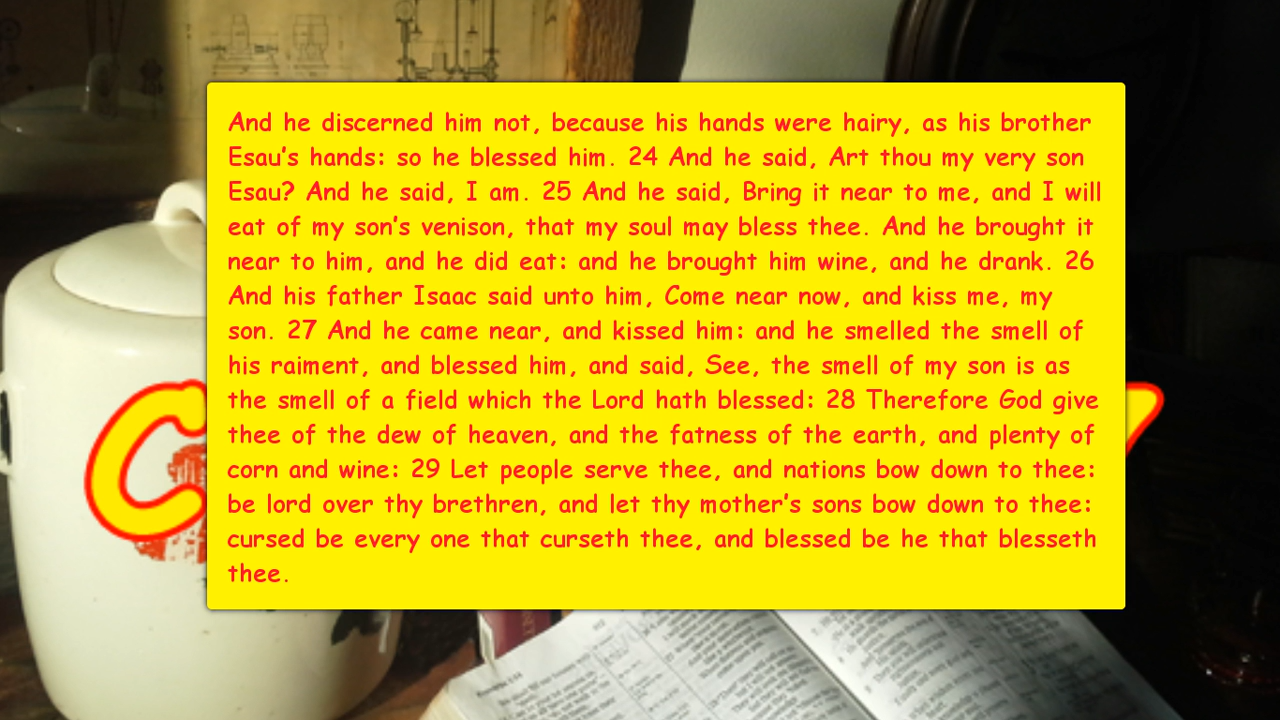 And he discerned him not, because his hands were hairy, as his brother
Esau's hands: so he blessed him. 24 And he said, Art thou my very son
Esau? And he said, I am. 25 And he said, Bring it near to me, and I will
eat of my son's venison, that my soul may bless thee. And he brought it
near to him, and he did eat: and he brought him wine, and he drank. 26
And his father Isaac said unto him, Come near now, and kiss me, my
son. 27 And he came near, and kissed him: and he smelled the smell of
his raiment, and blessed him, and said, See, the smell of my son is as
the smell of a field which the Lord hath blessed: 28 Therefore God give
thee of the dew of heaven, and the fatness of the earth, and plenty of
corn and wine: 29 Let people serve thee, and nations bow down to thee:
be lord over thy brethren, and let thy mother's sons bow down to thee:
cursed be every one that curseth thee, and blessed be he that blesseth
thee.